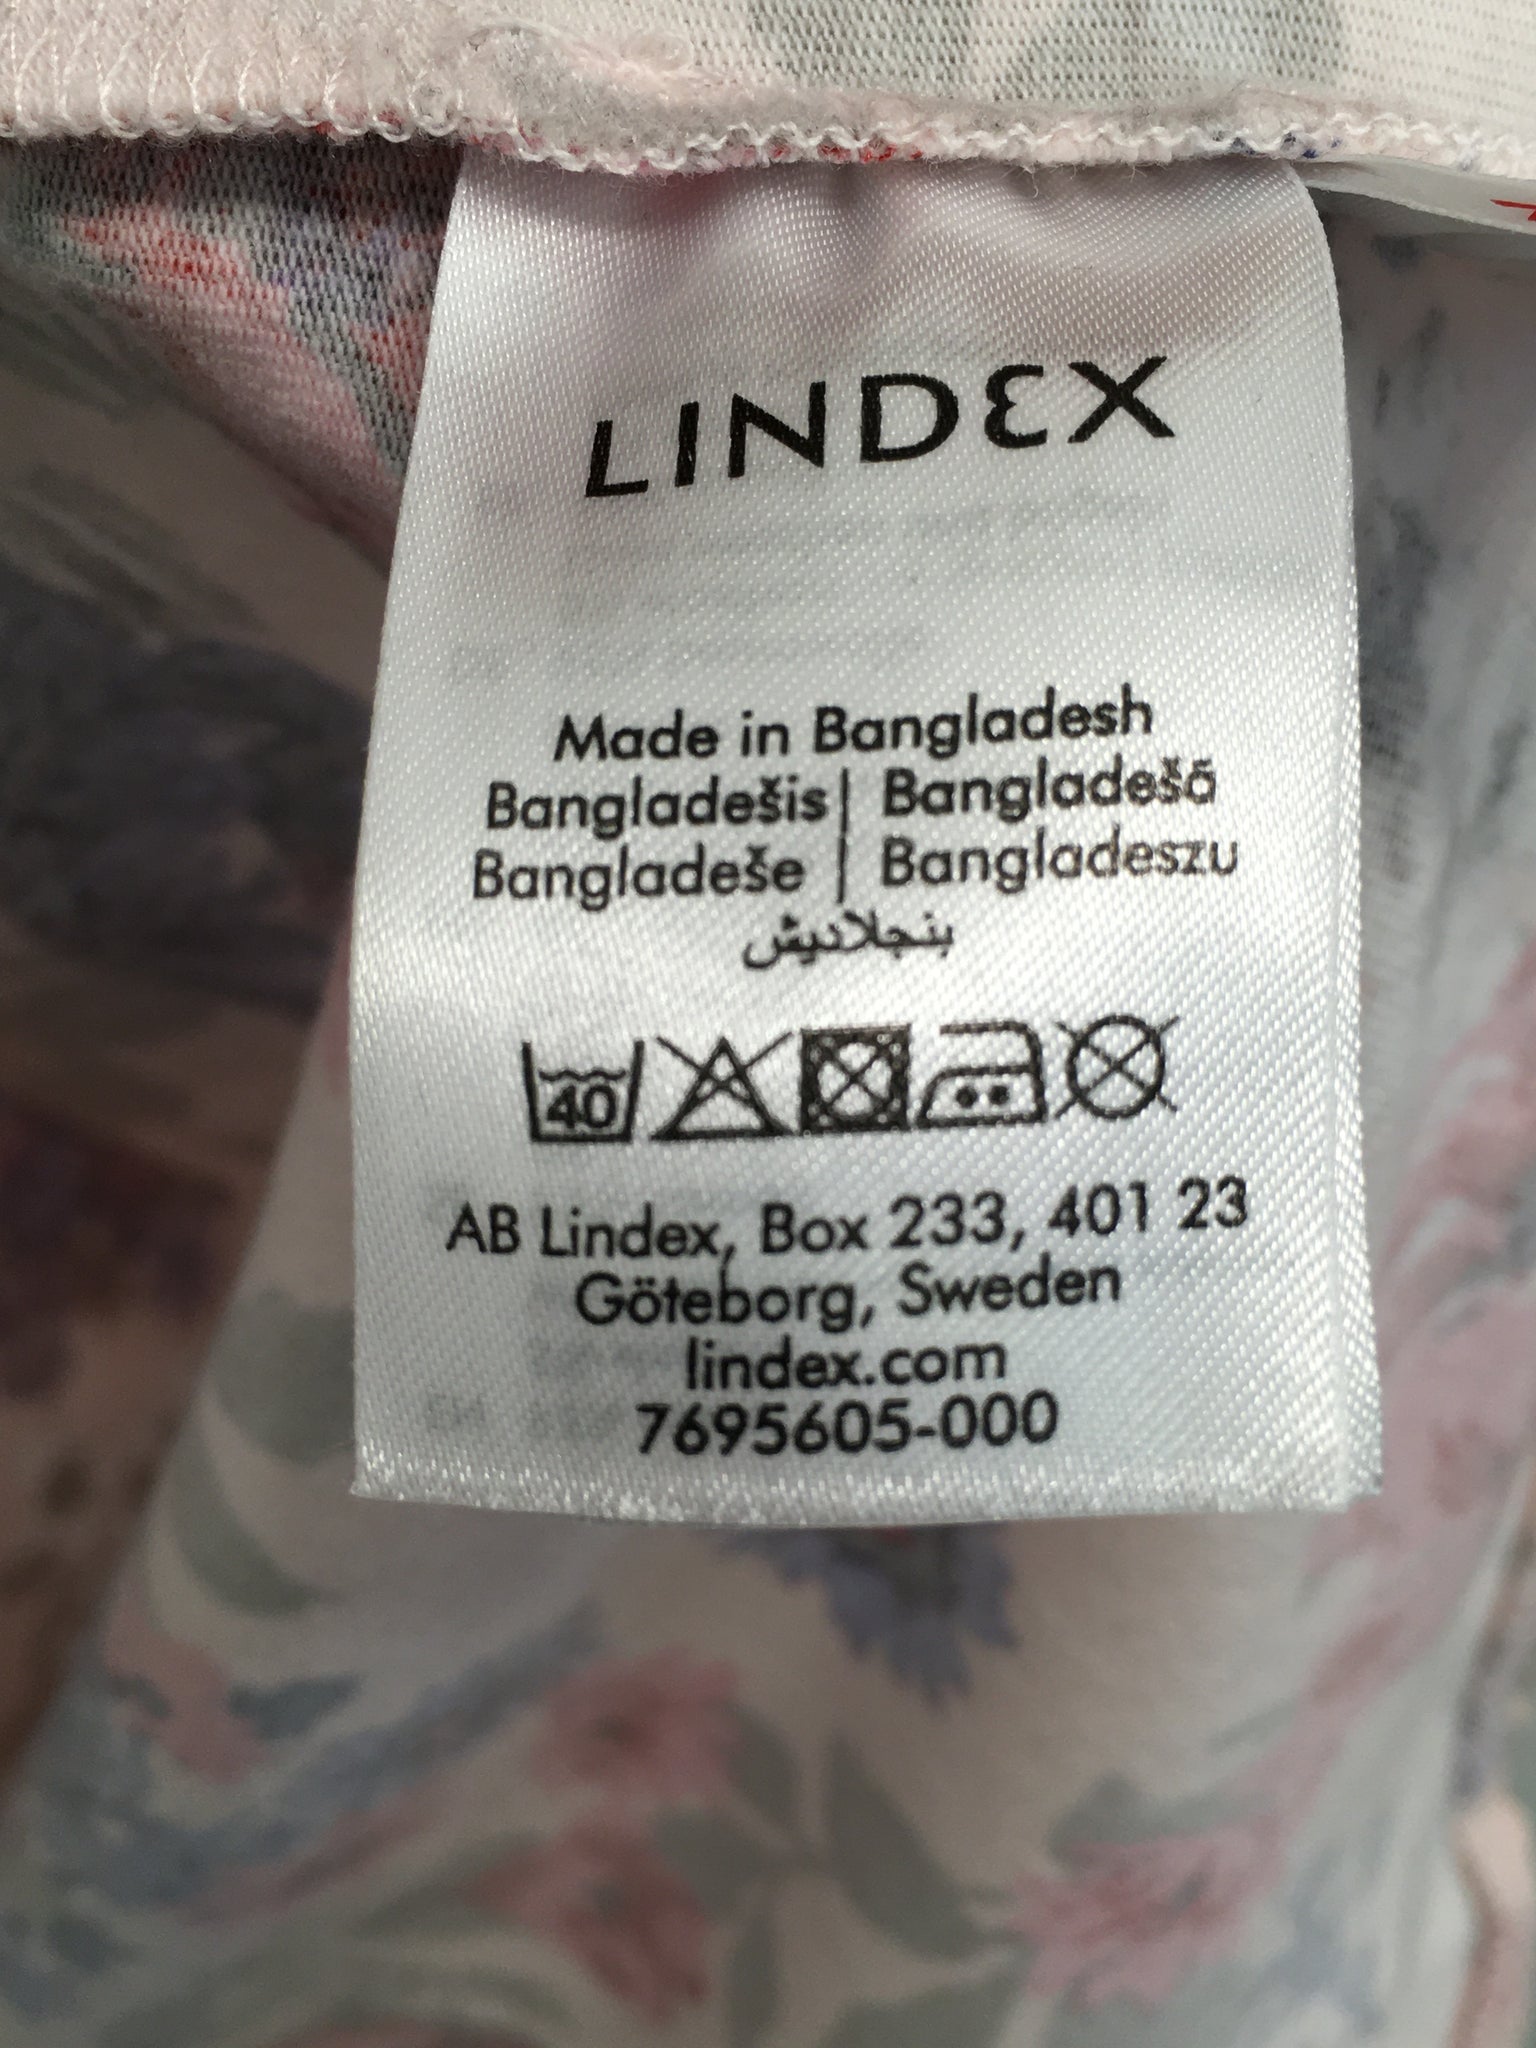 LINDEX
Made in Bangladesh
Bangladešis | Bangladešā
Bangladeše | Bangladeszu
بنجلاديش
40
AB Lindex, Box 233, 401 23
Göteborg, Sweden
lindex.com
7695605-000